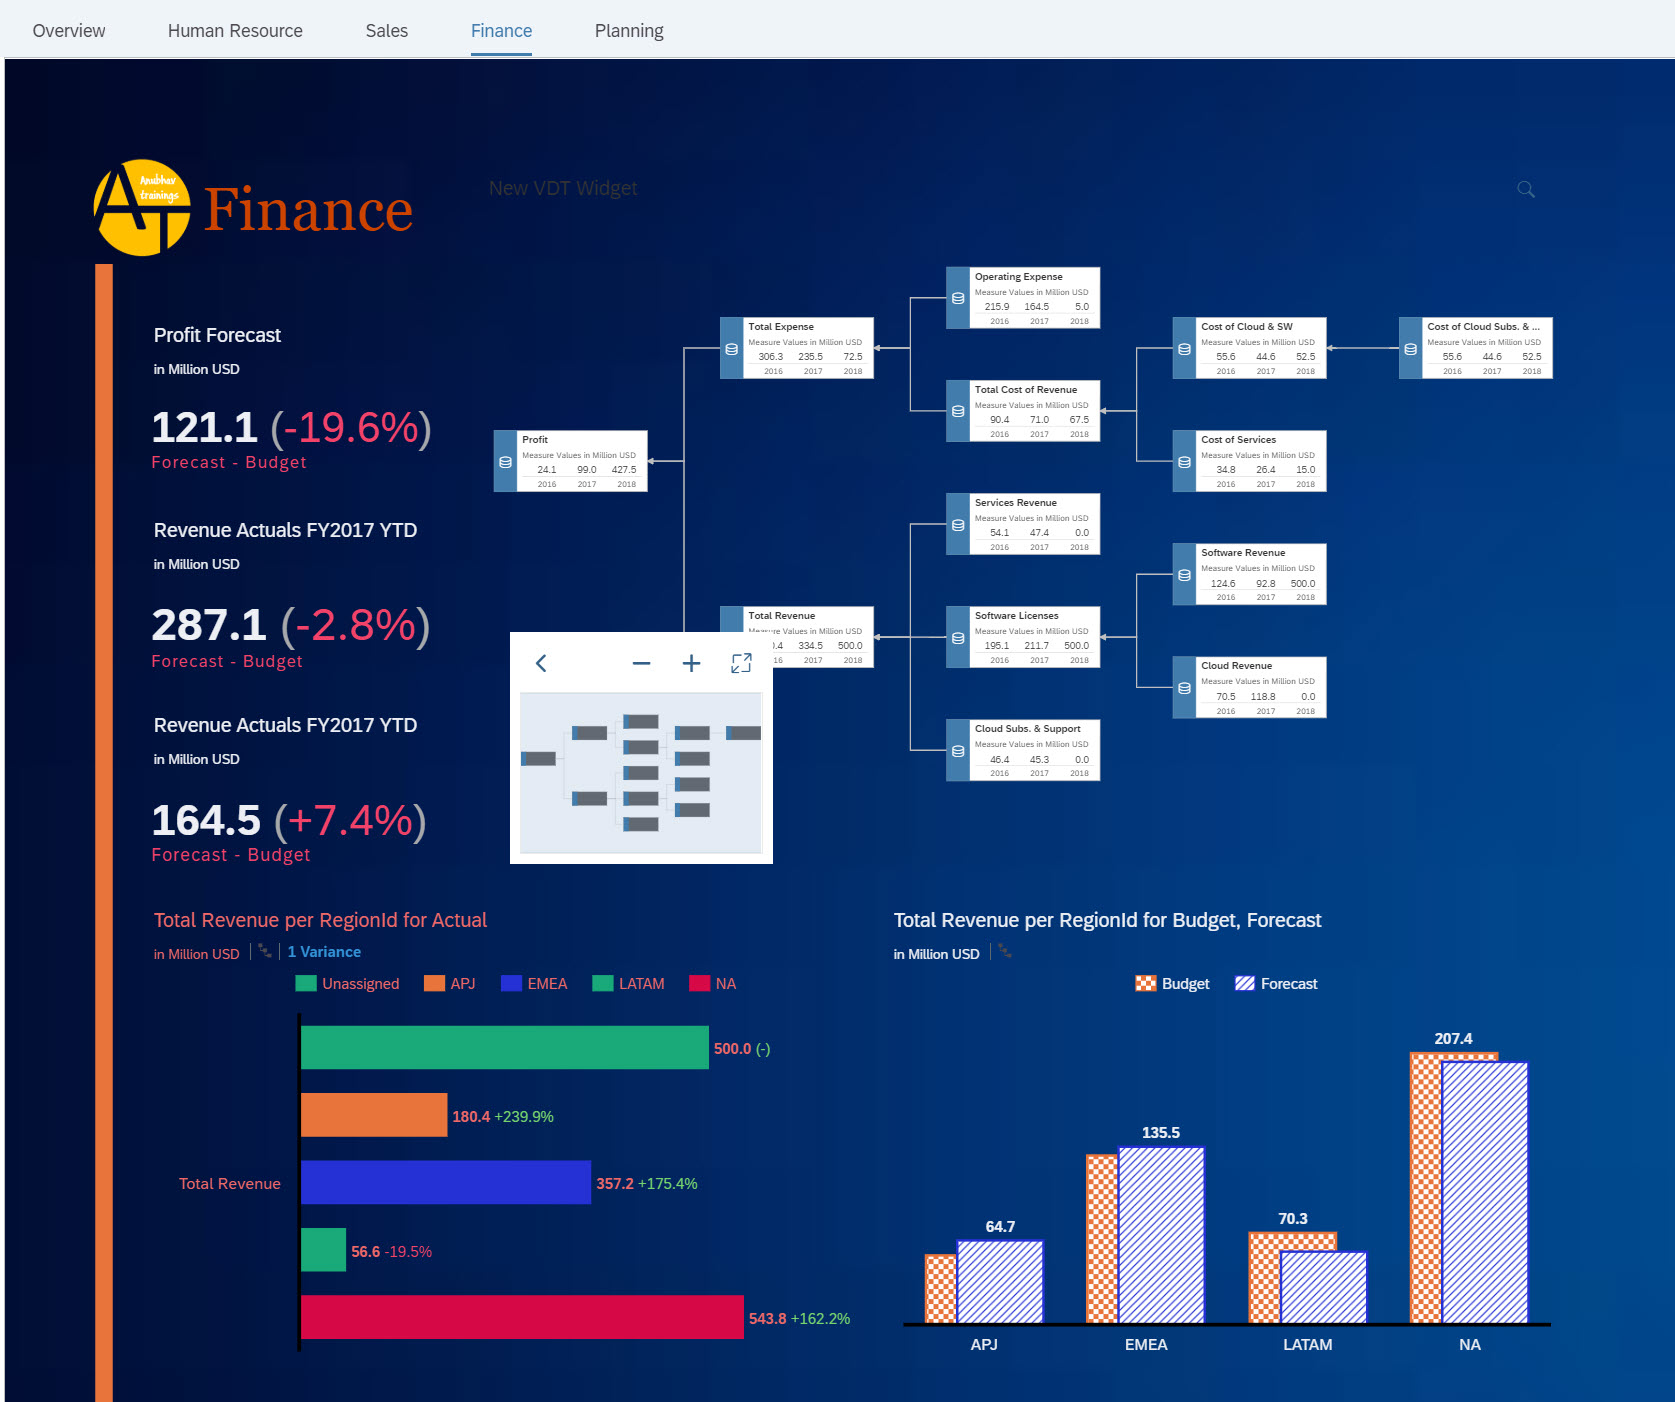 Overview Human Resource Sales Finance Planning
Anubhav
trainings
AT
Finance
New VDT Widget
Profit Forecast
in Million USD
121.1 (-19.6%)
Forecast - Budget
Revenue Actuals FY2017 YTD
in Million USD
287.1 (-2.8%)
Forecast - Budget
Revenue Actuals FY2017 YTD
in Million USD
164.5 (+7.4%)
Forecast - Budget
Profit
Measure Values in Million USD
24.1 99.0 427.5
2016 2017 2018
Total Expense
Measure Values in Million USD
306.3 235.5 72.5
2016 2017 2018
Operating Expense
Measure Values in Million USD
215.9 164.5 5.0
2016 2017 2018
Total Cost of Revenue
Measure Values in Million USD
90.4 71.0 67.5
2016 2017 2018
Cost of Cloud & SW
Measure Values in Million USD
55.6 44.6 52.5
2016 2017 2018
Cost of Cloud Subs. & ...
Measure Values in Million USD
55.6 44.6 52.5
2016 2017 2018
Cost of Services
Measure Values in Million USD
34.8 26.4 15.0
2016 2017 2018
Total Revenue
Values in Million USD
.4 334.5 500.0
2017 2018
Services Revenue
Measure Values in Million USD
54.1 47.4 0.0
2016 2017 2018
Software Licenses
Measure Values in Million USD
195.1 211.7 500.0
2016 2017 2018
Cloud Subs. & Support
Measure Values in Million USD
46.4 45.3 0.0
2016 2017 2018
Software Revenue
Measure Values in Million USD
124.6 92.8 500.0
2016 2017 2018
Cloud Revenue
Measure Values in Million USD
70.5 118.8 0.0
2016 2017 2018
Total Revenue per RegionId for Actual
in Million USD 1 Variance
Unassigned APJ EMEA LATAM NA
500.0 (-)
180.4 +239.9%
Total Revenue 357.2 +175.4%
56.6 -19.5%
543.8 +162.2%
Total Revenue per RegionId for Budget, Forecast
in Million USD
Budget Forecast
207.4
135.5
70.3
64.7
APJ EMEA LATAM NA